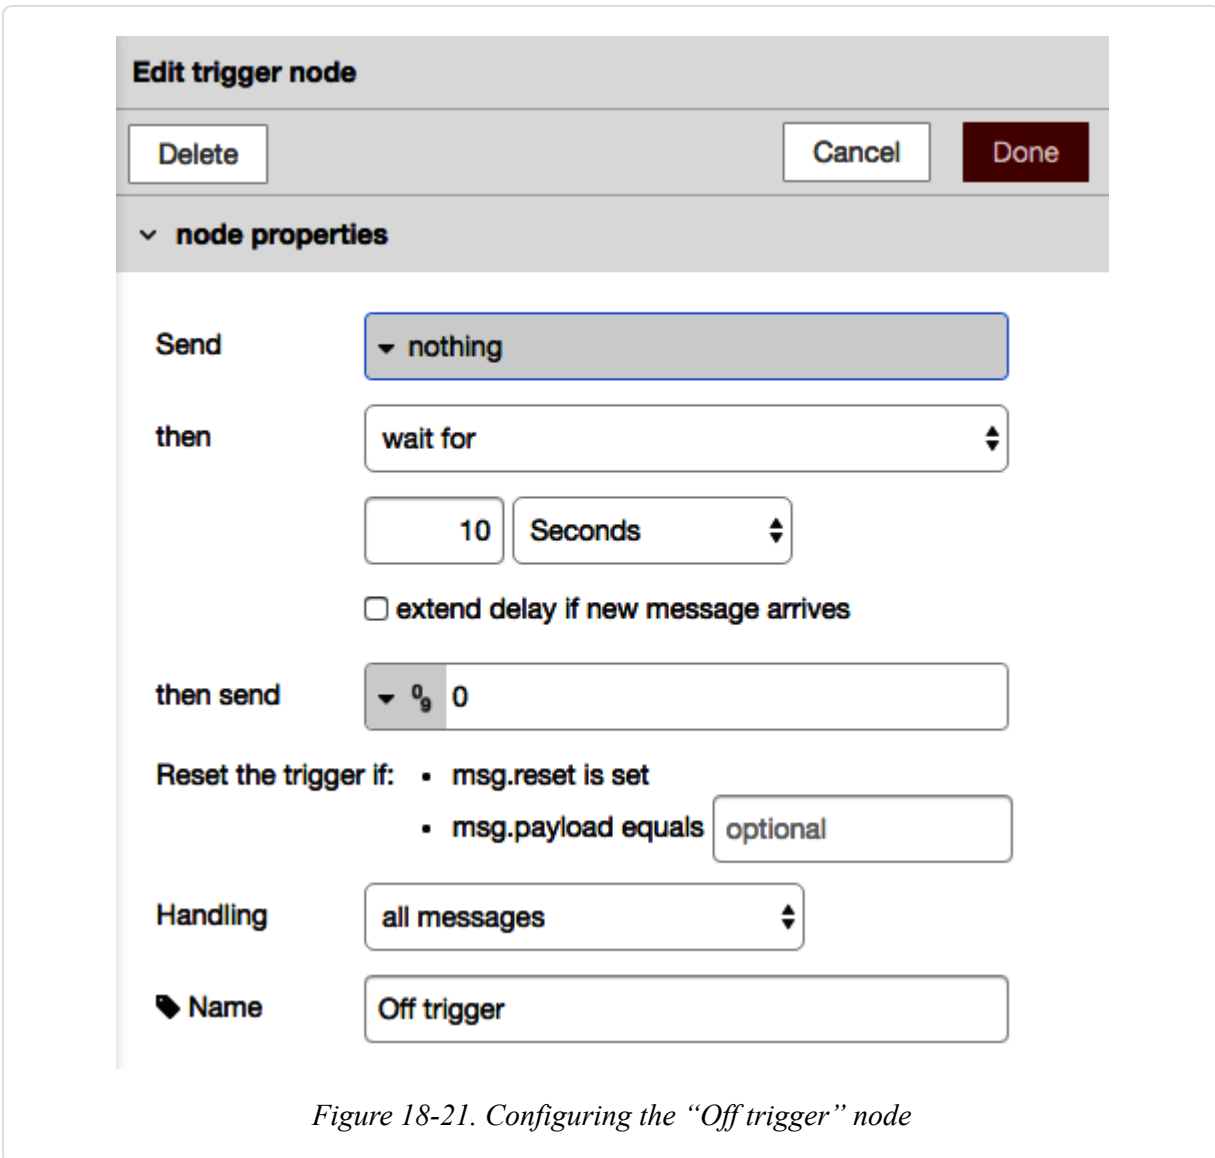 Edit trigger node
Delete Cancel Done
node properties
Send nothing
then wait for
10 Seconds
extend delay if new message arrives
then send 0 9 0
Reset the trigger if: • msg.reset is set
• msg.payload equals optional
Handling all messages
Name Off trigger
Figure 18-21. Configuring the “Off trigger” node